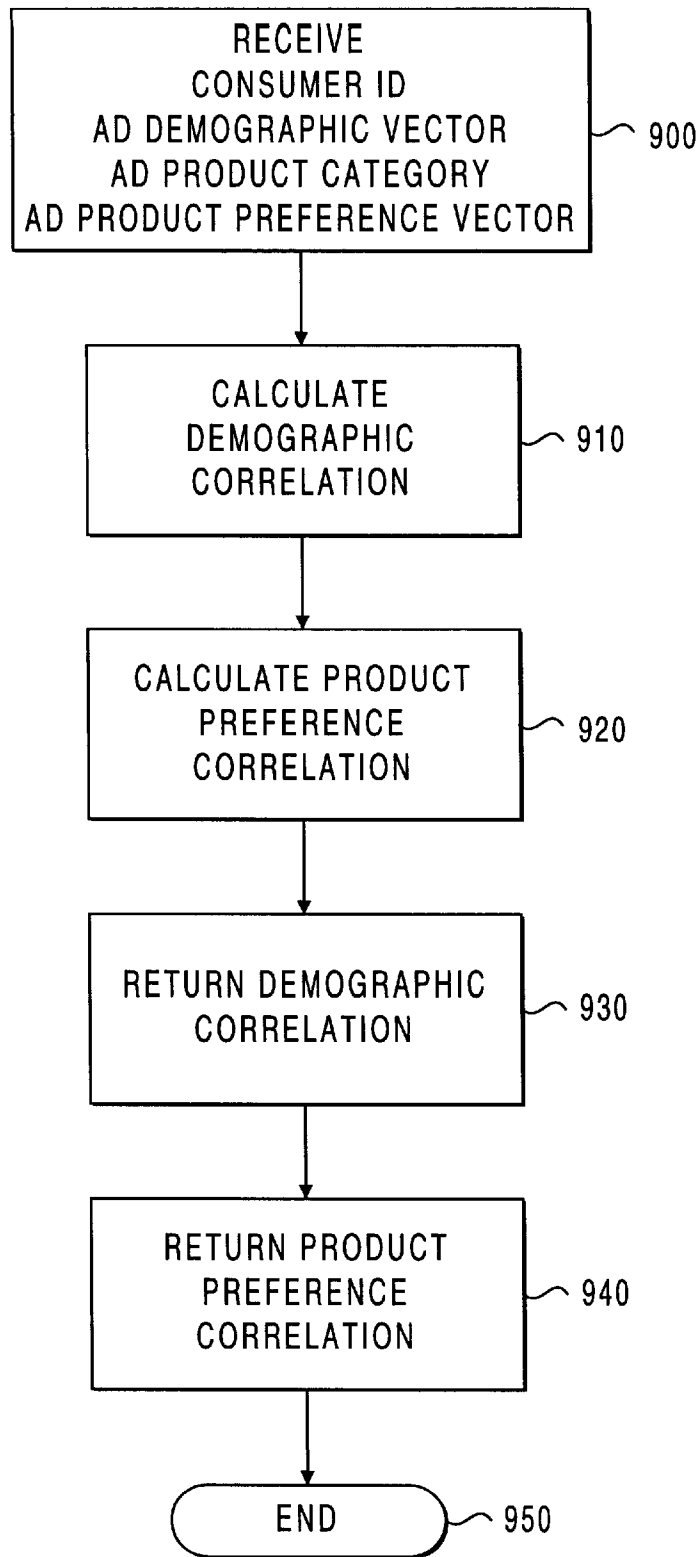 RECEIVE
CONSUMER ID
AD DEMOGRAPHIC VECTOR
AD PRODUCT CATEGORY
AD PRODUCT PREFERENCE VECTOR
900
CALCULATE
DEMOGRAPHIC
CORRELATION
910
CALCULATE PRODUCT
PREFERENCE
CORRELATION
920
RETURN DEMOGRAPHIC
CORRELATION
930
RETURN PRODUCT
PREFERENCE
CORRELATION
940
END
950